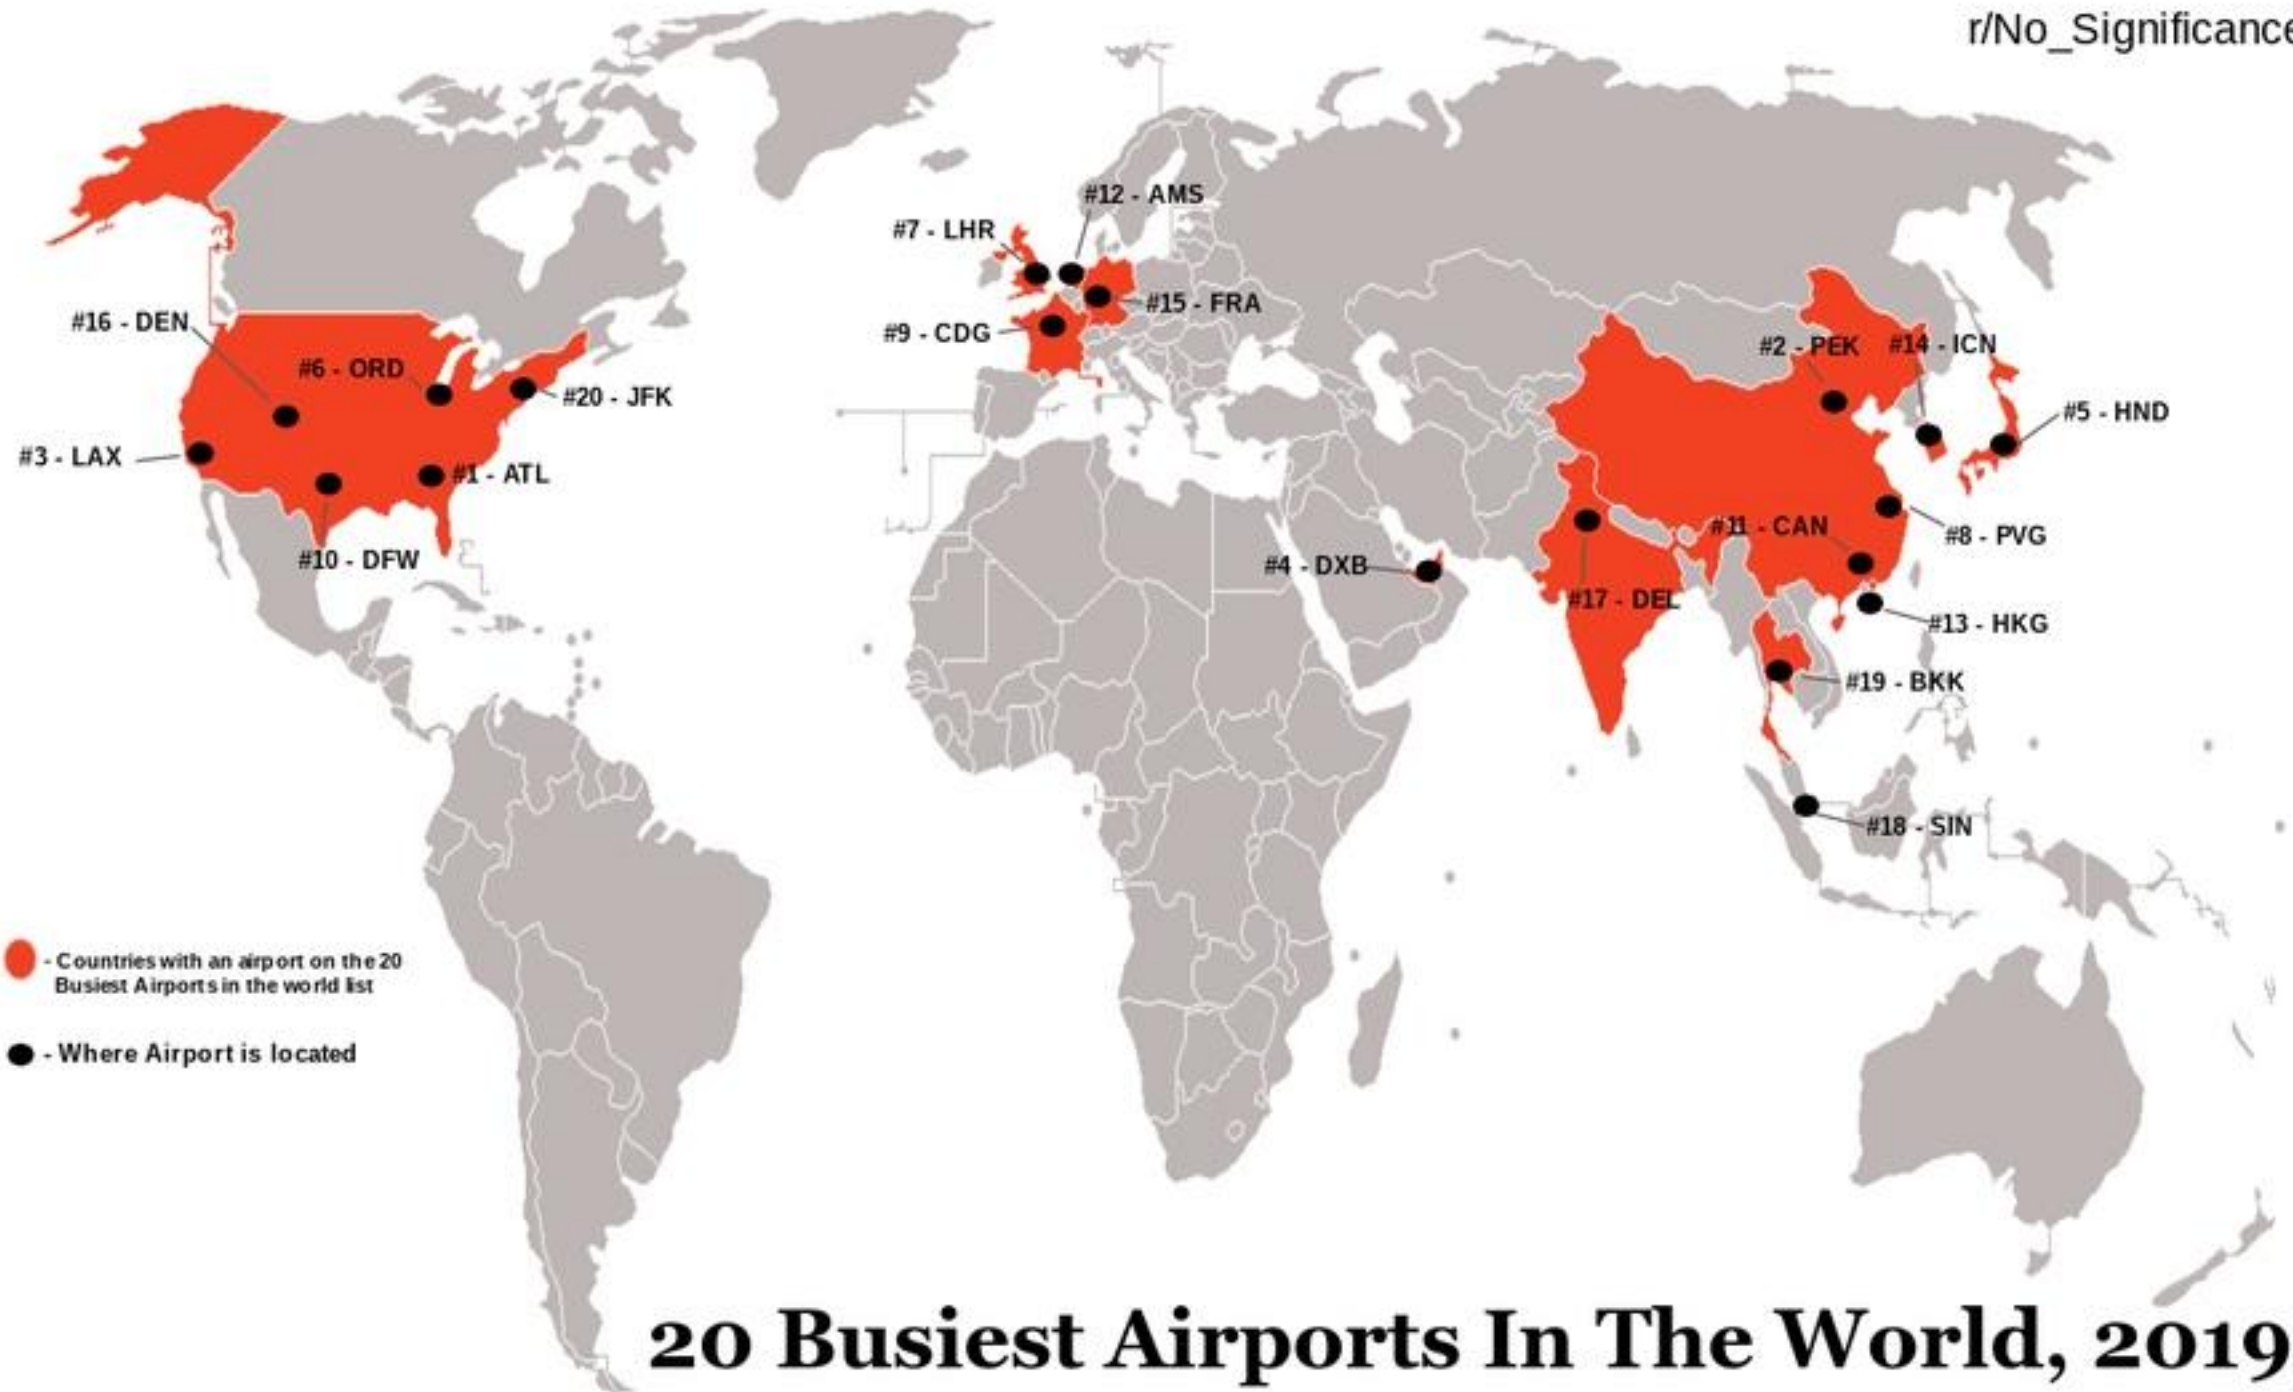 r/No_Significance
#12 - AMS
#7 - LHR
#15 - FRA
#9 - CDG
#16 - DEN
#6 - ORD
#20 - JFK
#3 - LAX
#1 - ATL
#10 - DFW
#2 - PEK
#14 - ICN
#5 - HND
#11 - CAN
#8 - PVG
#4 - DXB
#17 - DEL
#13 - HKG
#19 - BKK
#18 - SIN
- Countries with an airport on the 20
Busiest Airports in the world list
- Where Airport is located
20 Busiest Airports In The World, 2019